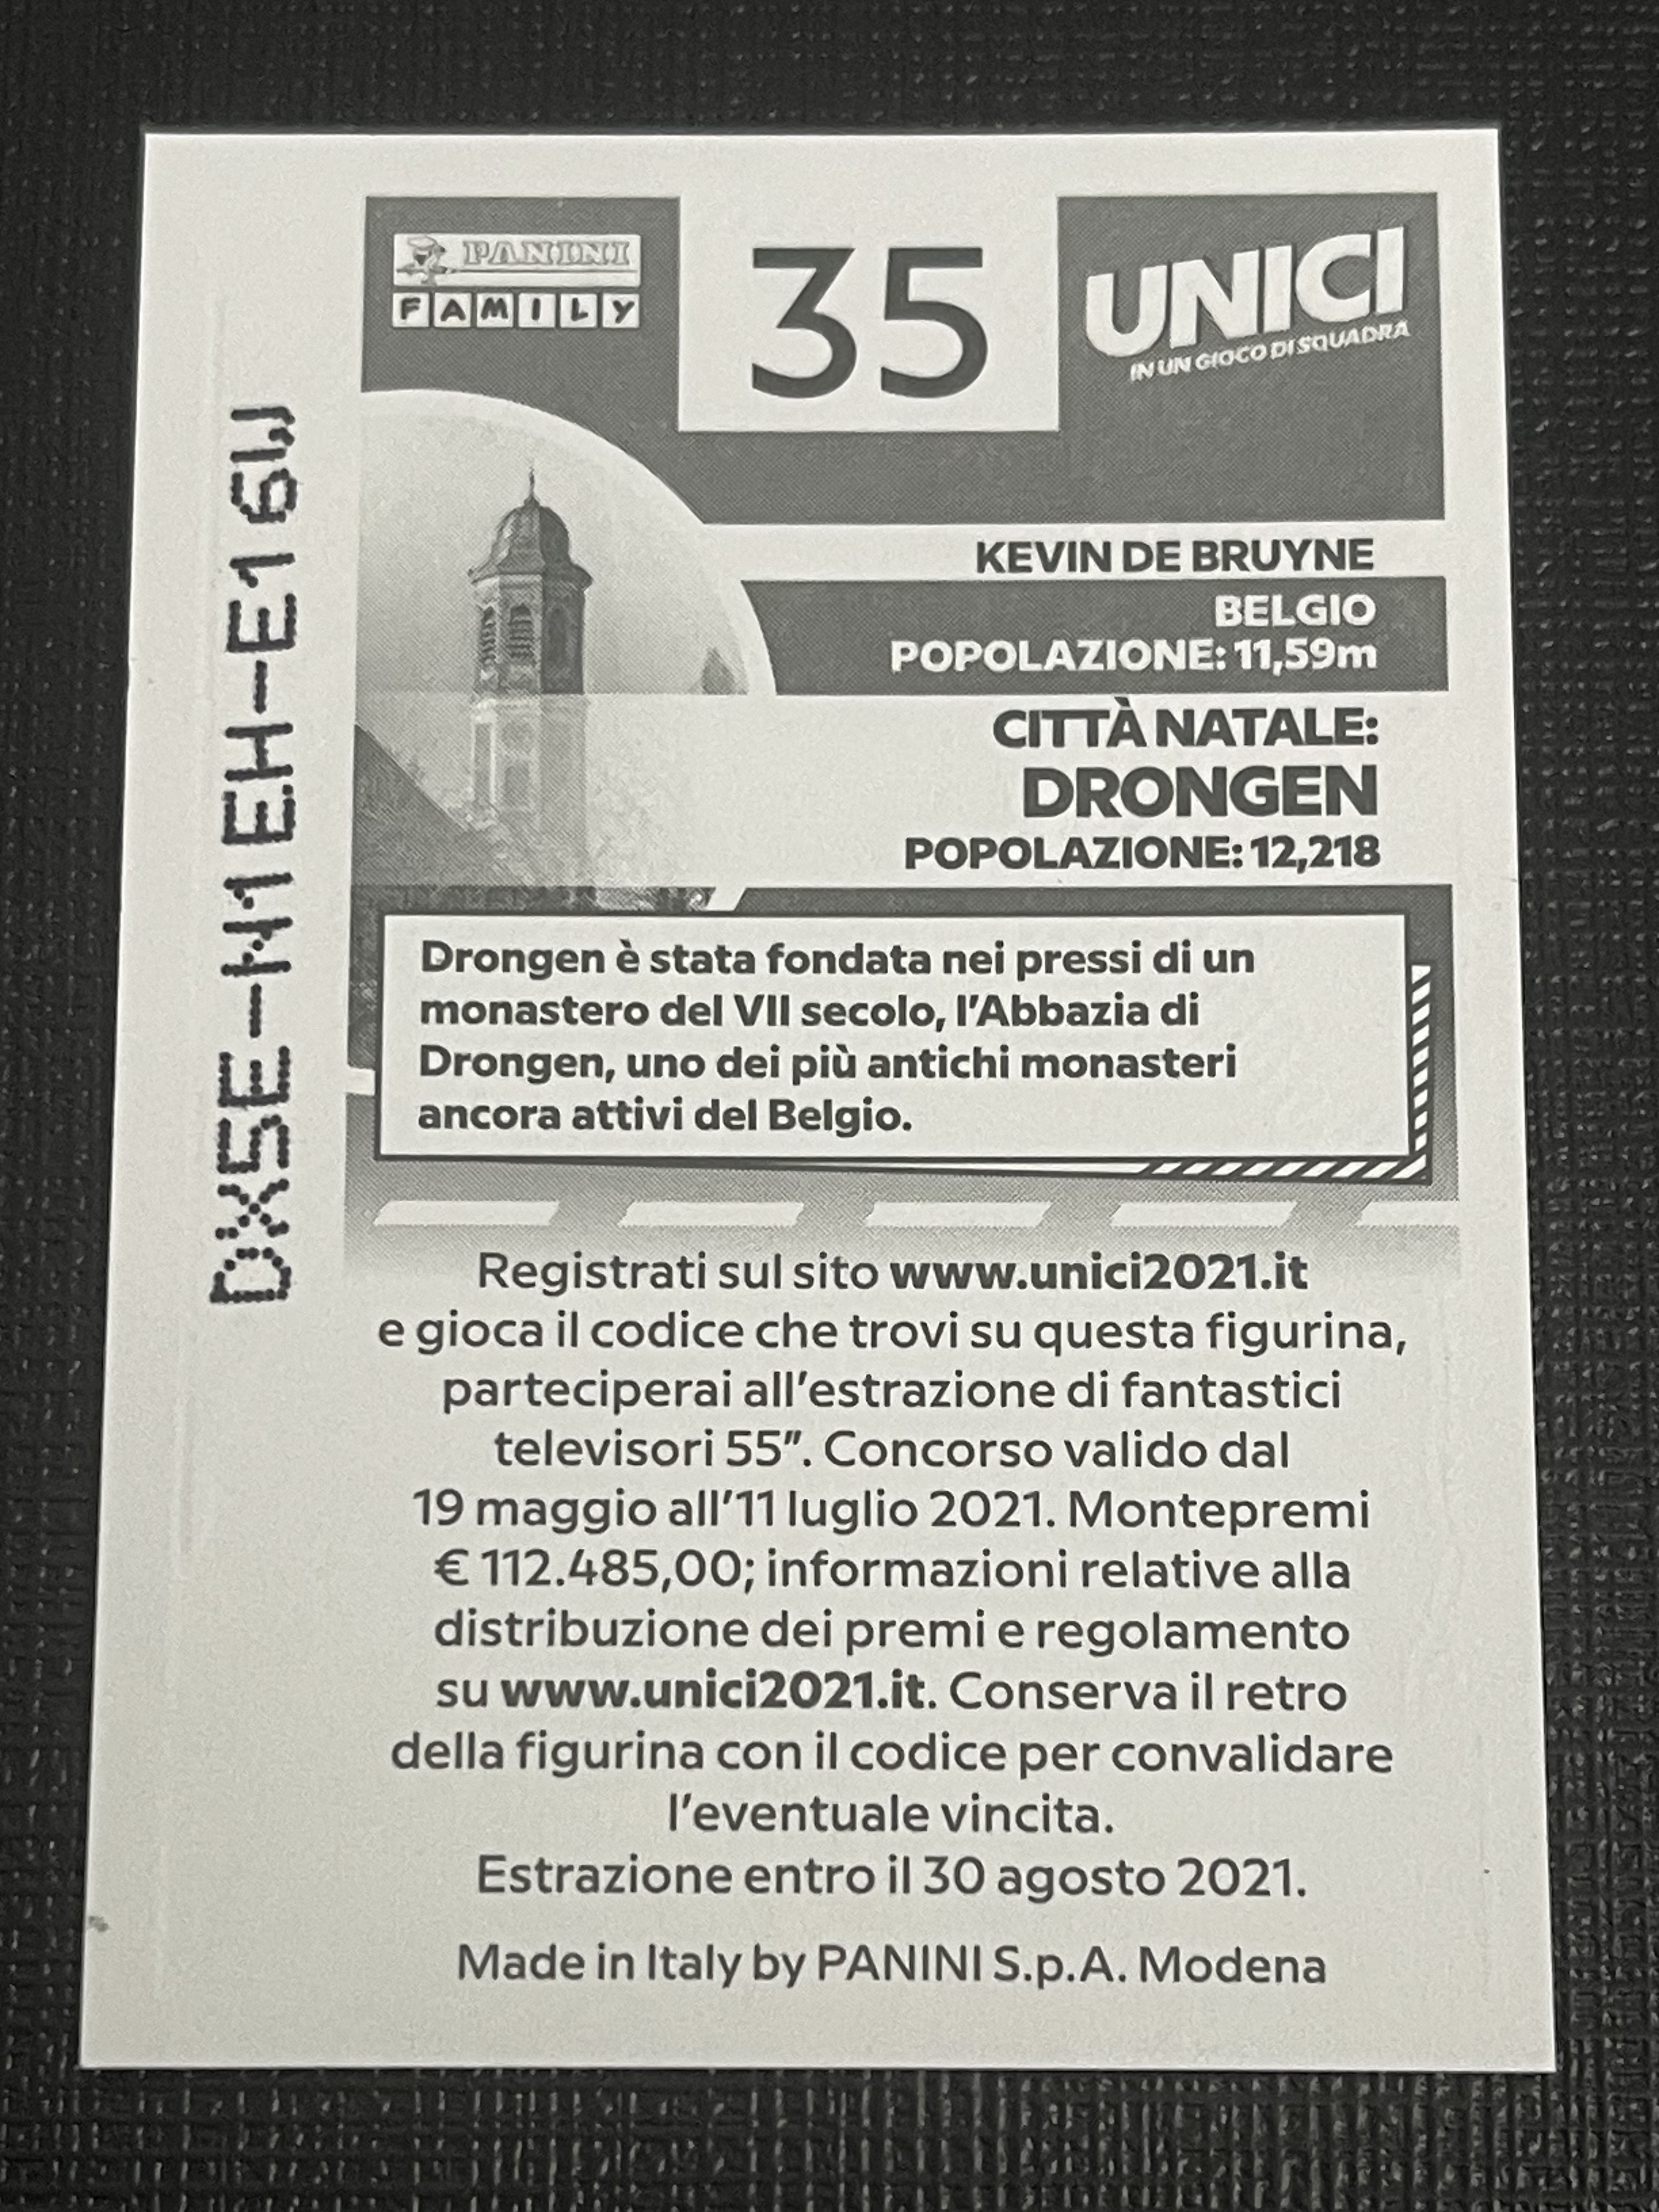 PANINI
FAMILY
35
UNICI
IN UN GIOCO DI SQUADRA
KEVIN DE BRUYNE
BELGIO
POPOLAZIONE: 11,59m
CITTÀ NATALE:
DRONGEN
POPOLAZIONE: 12,218
Drongen è stata fondata nei pressi di un
monastero del VII secolo, l'Abbazia di
Drongen, uno dei più antichi monasteri
ancora attivi del Belgio.
Registrati sul sito www.unici2021.it
e gioca il codice che trovi su questa figurina,
parteciperai all'estrazione di fantastici
televisori 55". Concorso valido dal
19 maggio all'11 luglio 2021. Montepremi
€ 112.485,00; informazioni relative alla
distribuzione dei premi e regolamento
su www.unici2021.it. Conserva il retro
della figurina con il codice per convalidare
l'eventuale vincita.
Estrazione entro il 30 agosto 2021.
Made in Italy by PANINI S.p.A. Modena
DX5E-M1EH-E16W